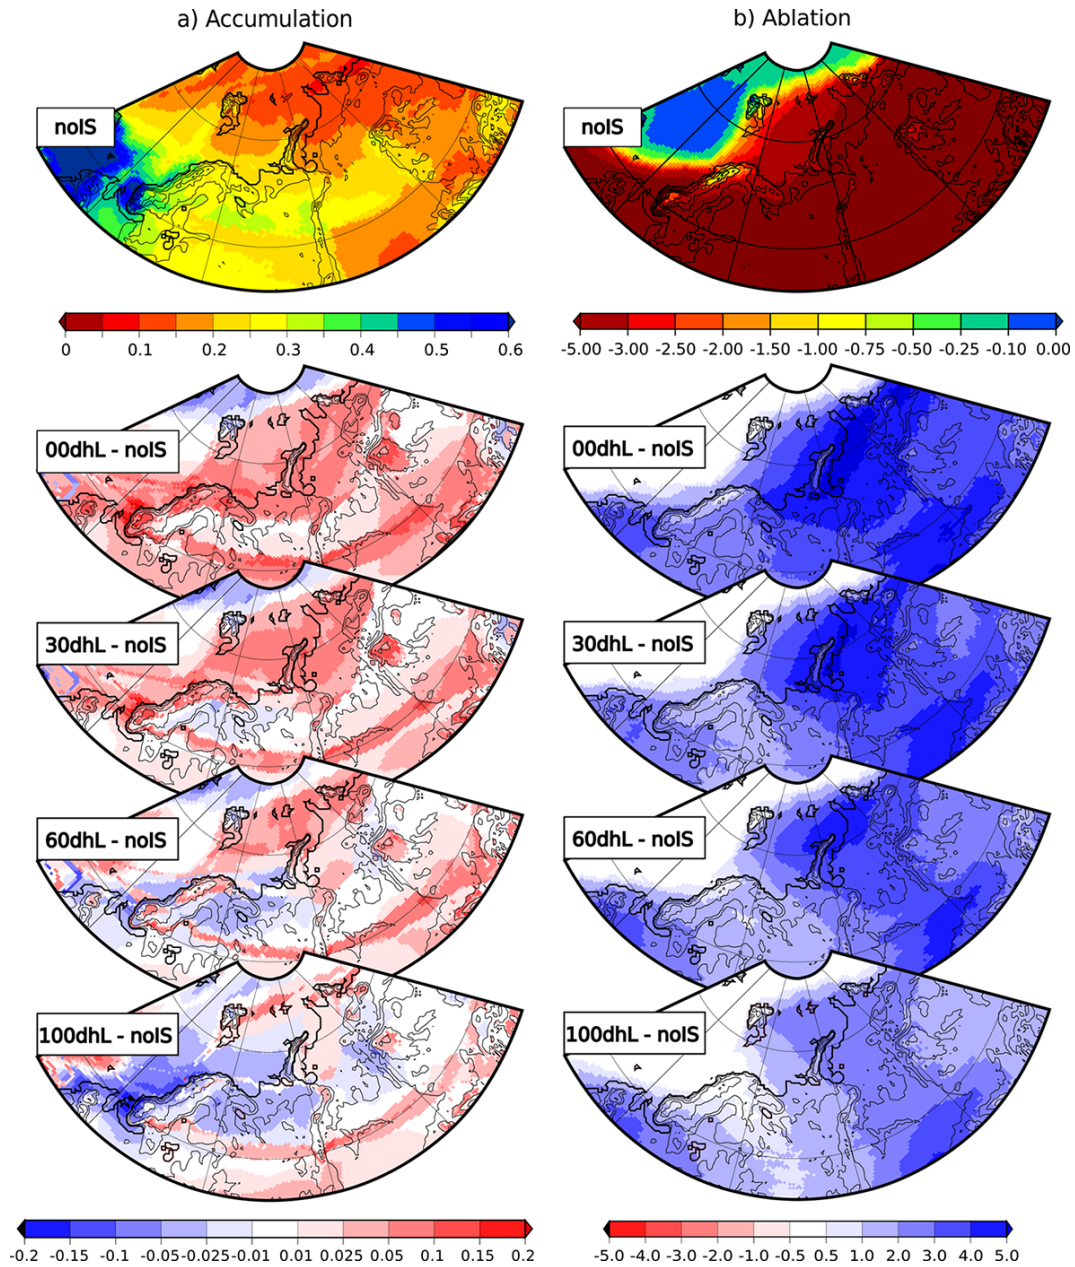 a) Accumulation
b) Ablation
noIS
noIS
0 0.1 0.2 0.3 0.4 0.5 0.6
-5.00 -3.00 -2.50 -2.00 -1.50 -1.00 -0.75 -0.50 -0.25 -0.10 0.00
00dhL - noIS
00dhL - noIS
30dhL - noIS
30dhL - noIS
60dhL - noIS
60dhL - noIS
100dhL - noIS
100dhL - noIS
-0.2 -0.15 -0.1 -0.05 -0.025 -0.01 0.01 0.025 0.05 0.1 0.15 0.2
-5.0 -4.0 -3.0 -2.0 -1.0 -0.5 0.5 1.0 2.0 3.0 4.0 5.0